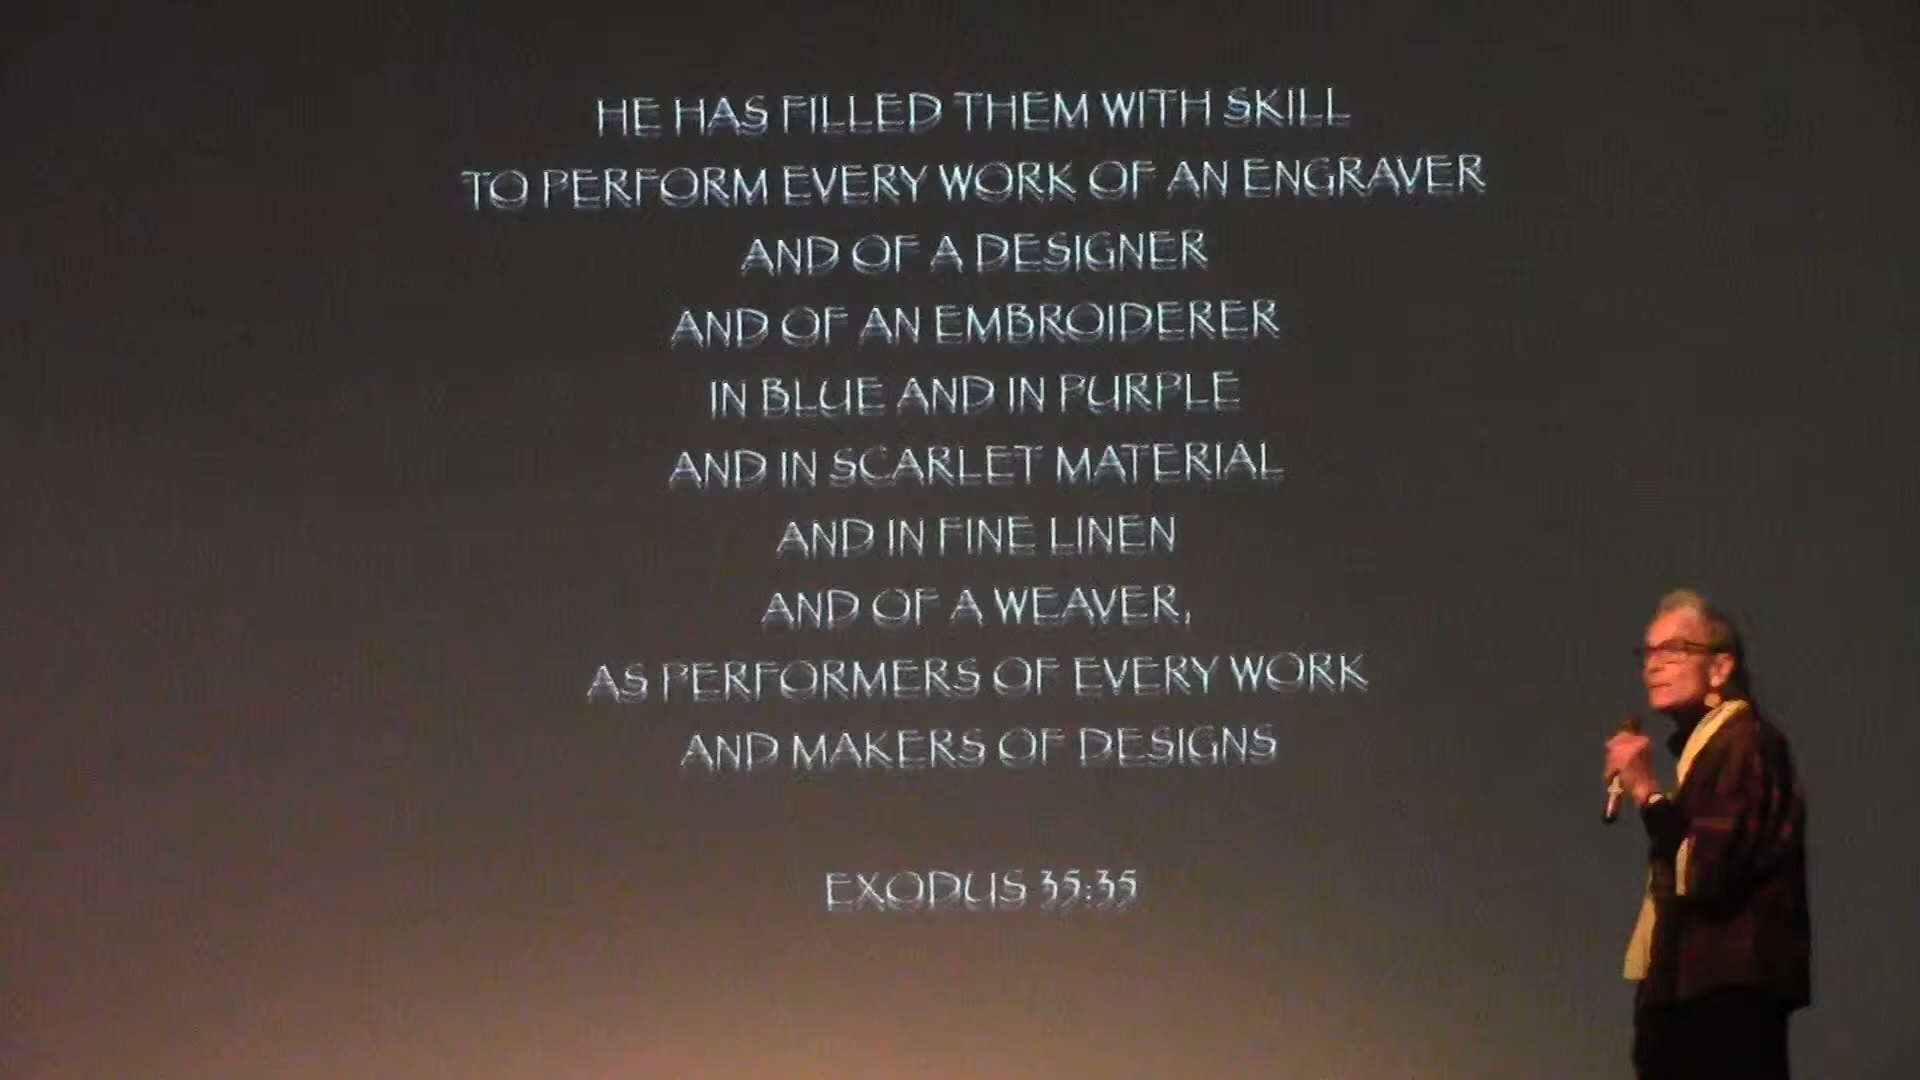 HE HAS FILLED THEM WITH SKILL
TO PERFORM EVERY WORK OF AN ENGRAVER
AND OF A DESIGNER
AND OF AN EMBROIDERER
IN BLUE AND IN PURPLE
AND IN SCARLET MATERIAL
AND IN FINE LINEN
AND OF A WEAVER,
AS PERFORMERS OF EVERY WORK
AND MAKERS OF DESIGNS
EXODUS 35:35